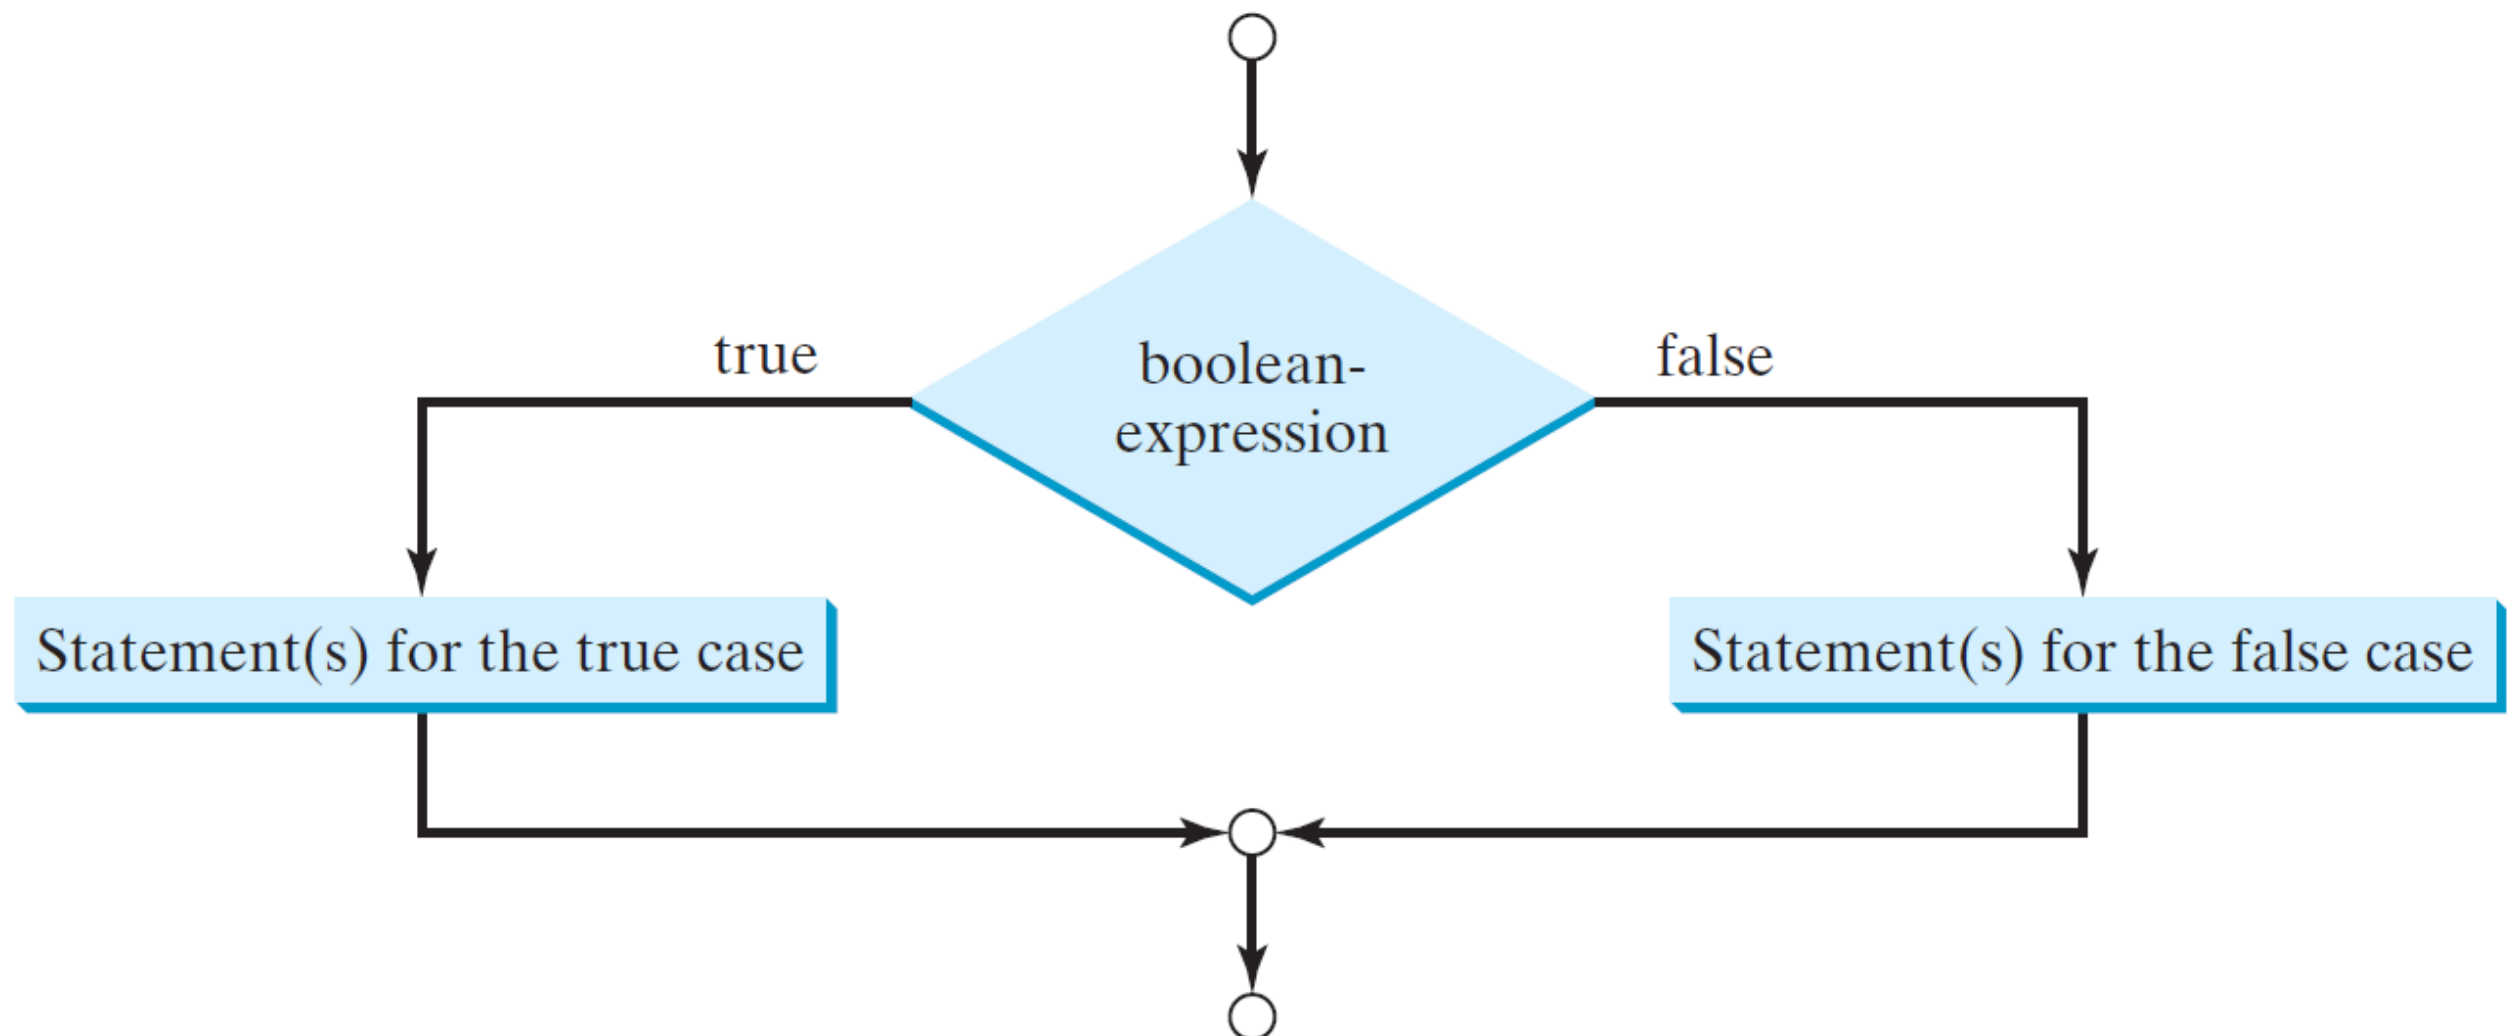 true
boolean-
expression
false
Statement(s) for the true case
Statement(s) for the false case